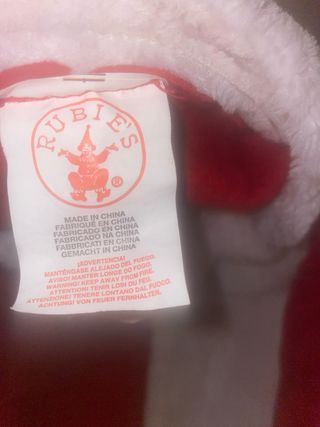 RUBIE'S
®
MADE IN CHINA
FABRIQUÉ EN CHINA
FABRICADO EN CHINA
FABRICADO NA CHINA
FABBRICATI EN CHINA
GEMACHT IN CHINA
¡ADVERTENCIA!
MANTÉNGASE ALEJADO DEL FUEGO.
AVISO! MANTER LONGE DO FOGO.
WARNING! KEEP AWAY FROM FIRE.
ATTENTION! TENIR LOIN DU FEU.
ATTENZIONE! TENERE LONTANO DAL FUOCO.
ACHTUNG! VON FEUER FERNHALTEN.